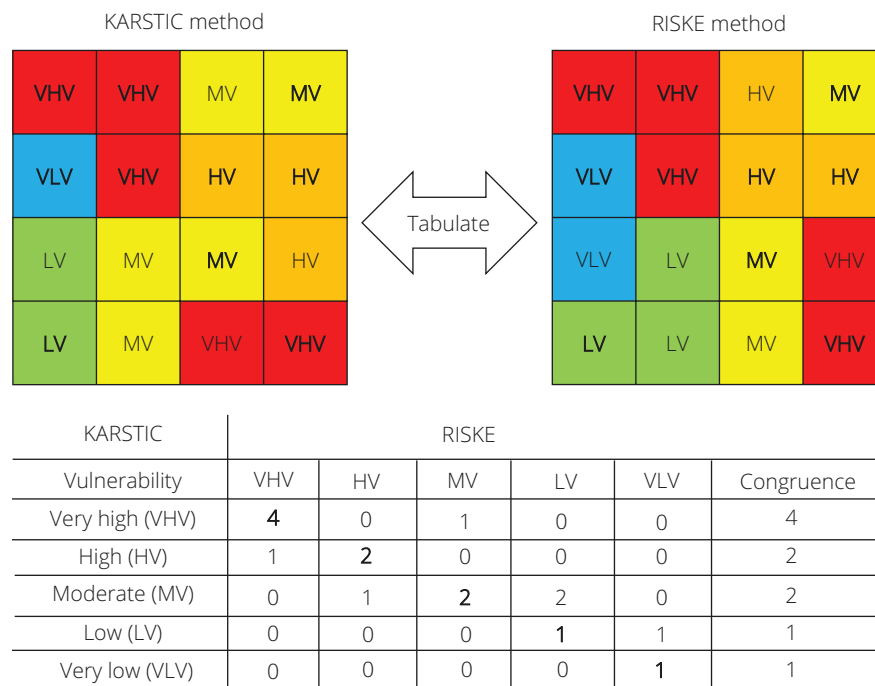 KARSTIC method RISKE method
VHV VHV MV MV VHV VHV HV MV
VLV VHV HV HV VLV VHV HV HV
Tabulate
LV MV MV HV VLV LV MV VHV
LV MV VHV VHV LV LV MV VHV
KARSTIC RISKE
Vulnerability VHV HV MV LV VLV Congruence
Very high (VHV) 4 0 1 0 0 4
High (HV) 1 2 0 0 0 2
Moderate (MV) 0 1 2 2 0 2
Low (LV) 0 0 0 1 1 1
Very low (VLV) 0 0 0 0 1 1